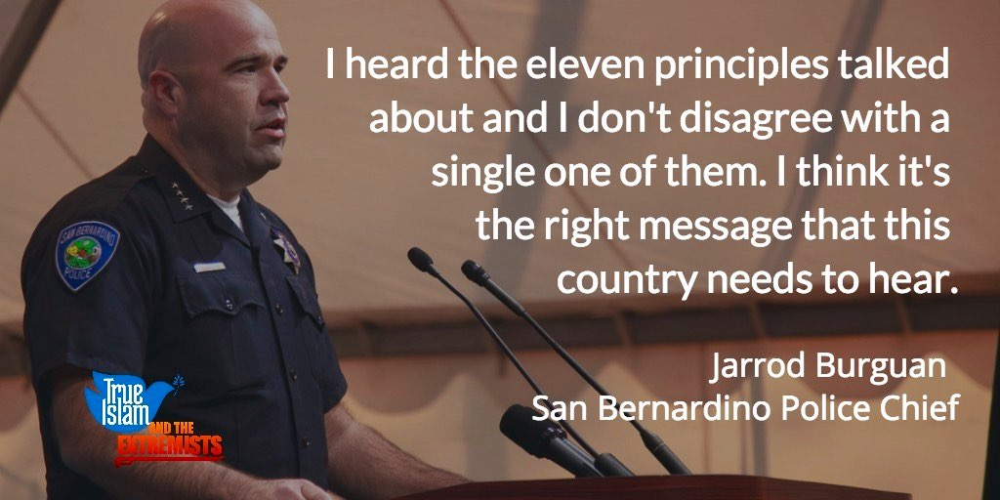 I heard the eleven principles talked
about and I don't disagree with a
single one of them. I think it's
the right message that this
country needs to hear.
Jarrod Burguan
San Bernardino Police Chief
SAN BERNARDINO
POLICE
True
Islam
AND THE
EXTREMISTS